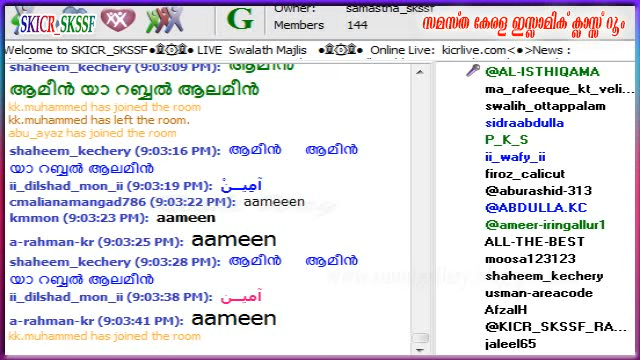 SKICR SKSSF
G
Owner: samastha_skssf
Members 144
സമസ്ത കേരള ഇസ്ലാമിക് ക്ലാസ്സ് റൂം
Welcome to SKICR_SKSSF●۩۞۩● LIVE Swalath Majlis ●۩۞۩● Online Live: kicrlive.com<●>News :
shaheem_kechery (9:03:09 PM): ആമീൻ
ആമീൻ യാ റബ്ബൽ ആലമീൻ
kk.muhammed has joined the room
kk.muhammed has left the room.
abu_ayaz has joined the room
shaheem_kechery (9:03:16 PM): ആമീൻ ആമീൻ
യാ റബ്ബൽ ആലമീൻ
ii_dilshad_mon_ii (9:03:19 PM): آمِيــنْ
cmalianamangad786 (9:03:22 PM): aameeen
kmmon (9:03:23 PM): aameen
a-rahman-kr (9:03:25 PM): aameen
shaheem_kechery (9:03:28 PM): ആമീൻ ആമീൻ
യാ റബ്ബൽ ആലമീൻ
ii_dilshad_mon_ii (9:03:38 PM): آميــن
a-rahman-kr (9:03:41 PM): aameen
kk.muhammed has joined the room
@AL-ISTHIQAMA
ma_rafeeque_kt_veli...
swalih_ottappalam
sidraabdulla
P_K_S
ii_wafy_ii
firoz_calicut
@aburashid-313
@ABDULLA.KC
@ameer-iringallur1
ALL-THE-BEST
moosa123123
shaheem_kechery
usman-areacode
AfzalH
@KICR_SKSSF_RA...
jaleel65